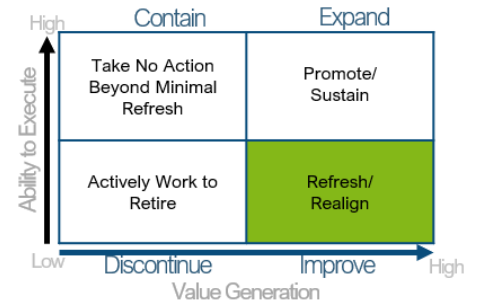 Contain Expand
High
Take No Action
Beyond Minimal
Refresh
Promote/
Sustain
Ability to Execute
Actively Work to
Retire
Refresh/
Realign
Low
Discontinue Improve
High
Value Generation